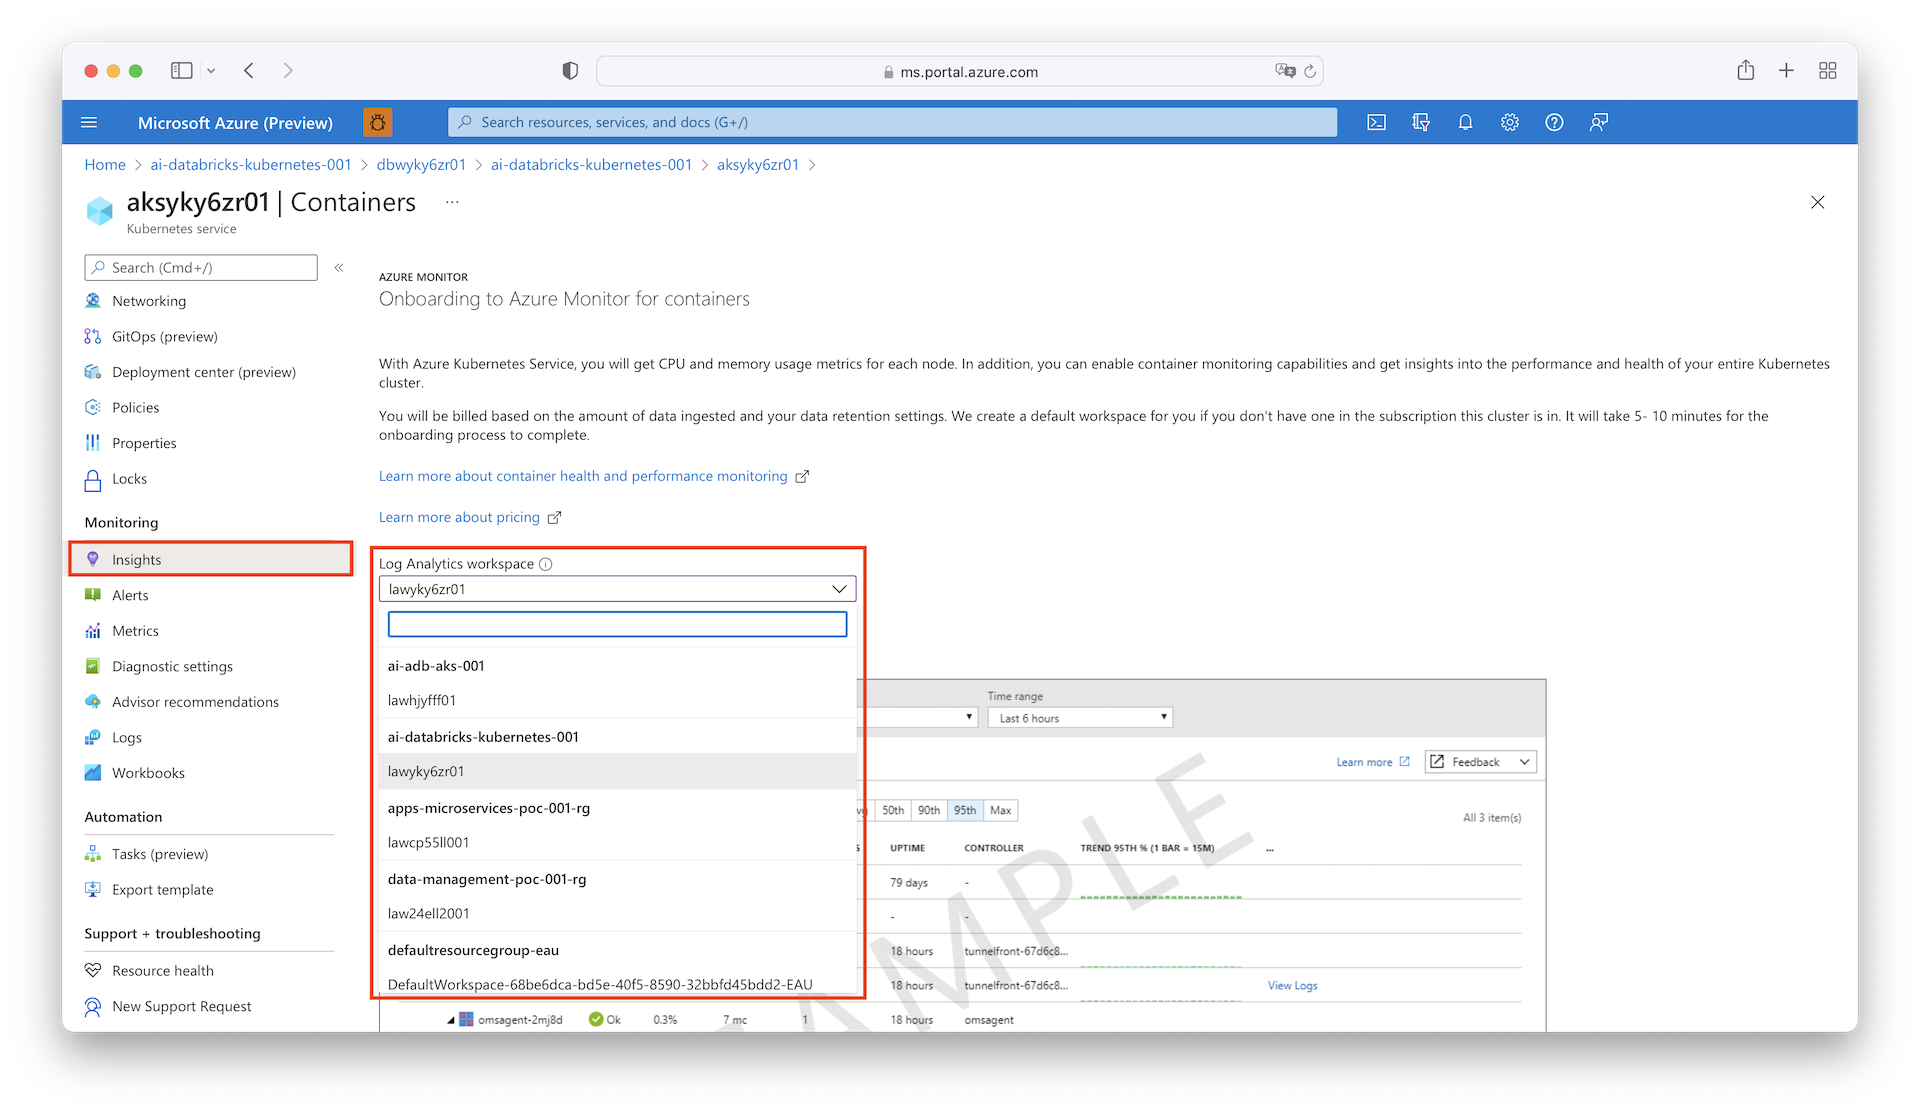 ms.portal.azure.com
Microsoft Azure (Preview)
Search resources, services, and docs (G+/)
Home > ai-databricks-kubernetes-001 > dbwyky6zr01 > ai-databricks-kubernetes-001 > aksyky6zr01 >
aksyky6zr01 | Containers ...
Kubernetes service
Search (Cmd+/)
«
Networking
GitOps (preview)
Deployment center (preview)
Policies
Properties
Locks
Monitoring
Insights
Alerts
Metrics
Diagnostic settings
Advisor recommendations
Logs
Workbooks
Automation
Tasks (preview)
Export template
Support + troubleshooting
Resource health
New Support Request
AZURE MONITOR
Onboarding to Azure Monitor for containers
With Azure Kubernetes Service, you will get CPU and memory usage metrics for each node. In addition, you can enable container monitoring capabilities and get insights into the performance and health of your entire Kubernetes
cluster.
You will be billed based on the amount of data ingested and your data retention settings. We create a default workspace for you if you don't have one in the subscription this cluster is in. It will take 5- 10 minutes for the
onboarding process to complete.
Learn more about container health and performance monitoring
Learn more about pricing
Log Analytics workspace
lawyky6zr01
ai-adb-aks-001
lawhjyfff01
ai-databricks-kubernetes-001
lawyky6zr01
apps-microservices-poc-001-rg
lawcp55ll001
data-management-poc-001-rg
law24ell2001
defaultresourcegroup-eau
DefaultWorkspace-68be6dca-bd5e-40f5-8590-32bbfd45bdd2-EAU
Time range
Last 6 hours
Learn more
Feedback
50th 90th 95th Max
All 3 item(s)
UPTIME CONTROLLER TREND 95TH % (1 BAR = 15M) ...
79 days -
- -
18 hours tunnelfront-67d6c8...
18 hours tunnelfront-67d6c8... View Logs
omsagent-2mj8d Ok 0.3% 7 mc 1 18 hours omsagent
AMPLE